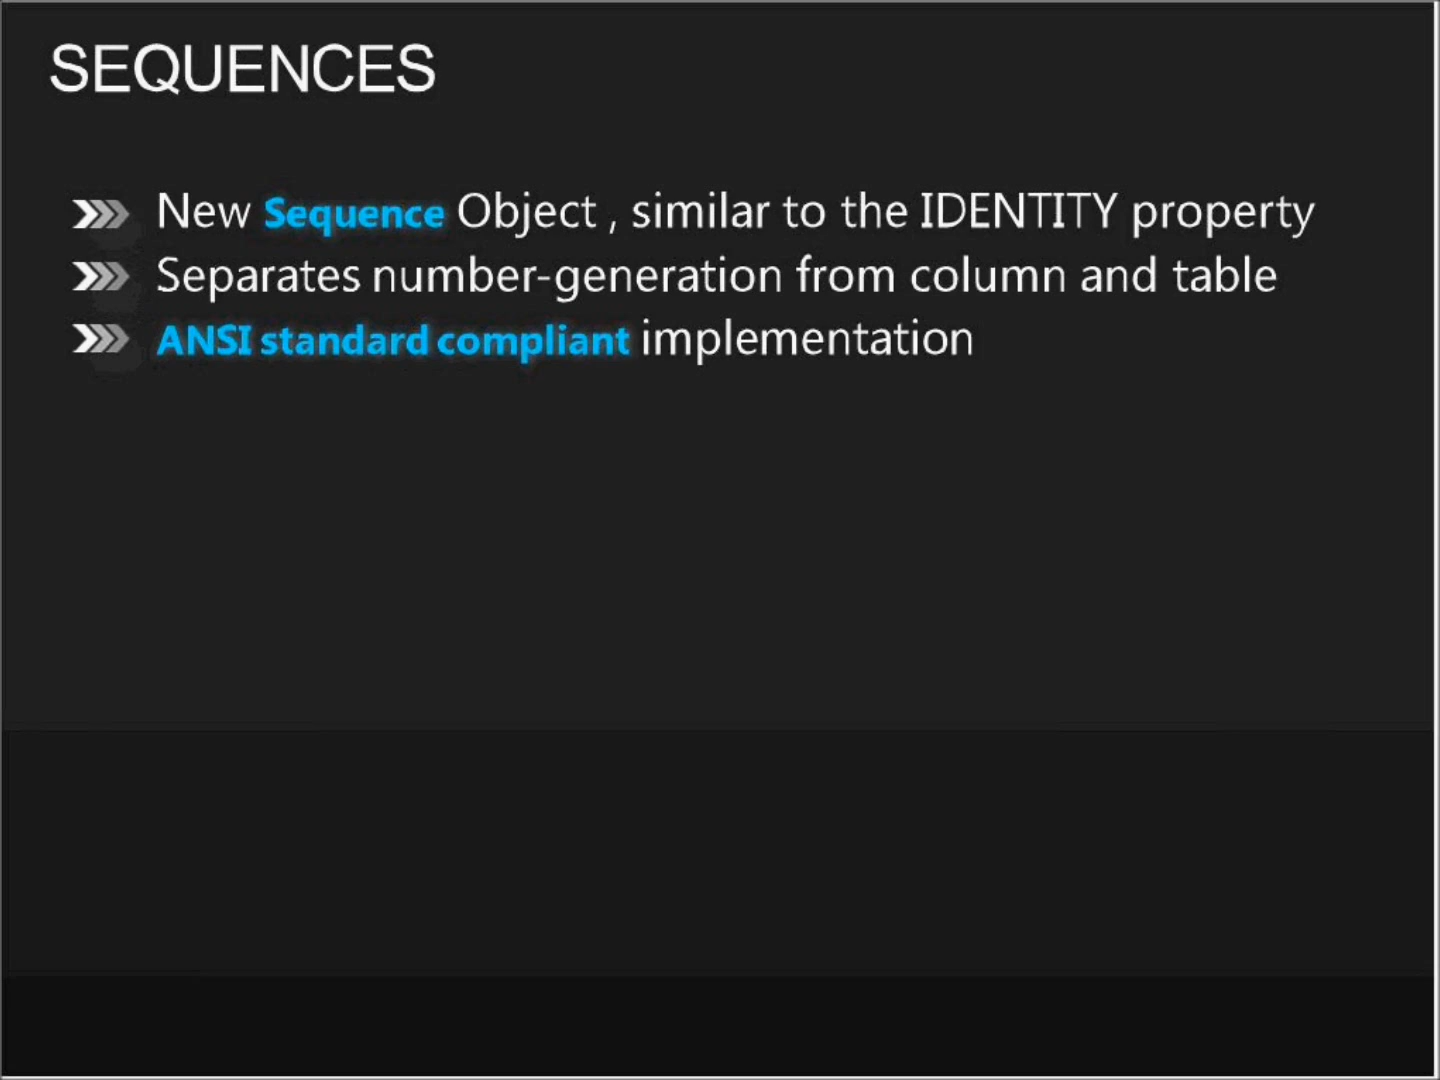 SEQUENCES
New Sequence Object , similar to the IDENTITY property
Separates number-generation from column and table
ANSI standard compliant implementation